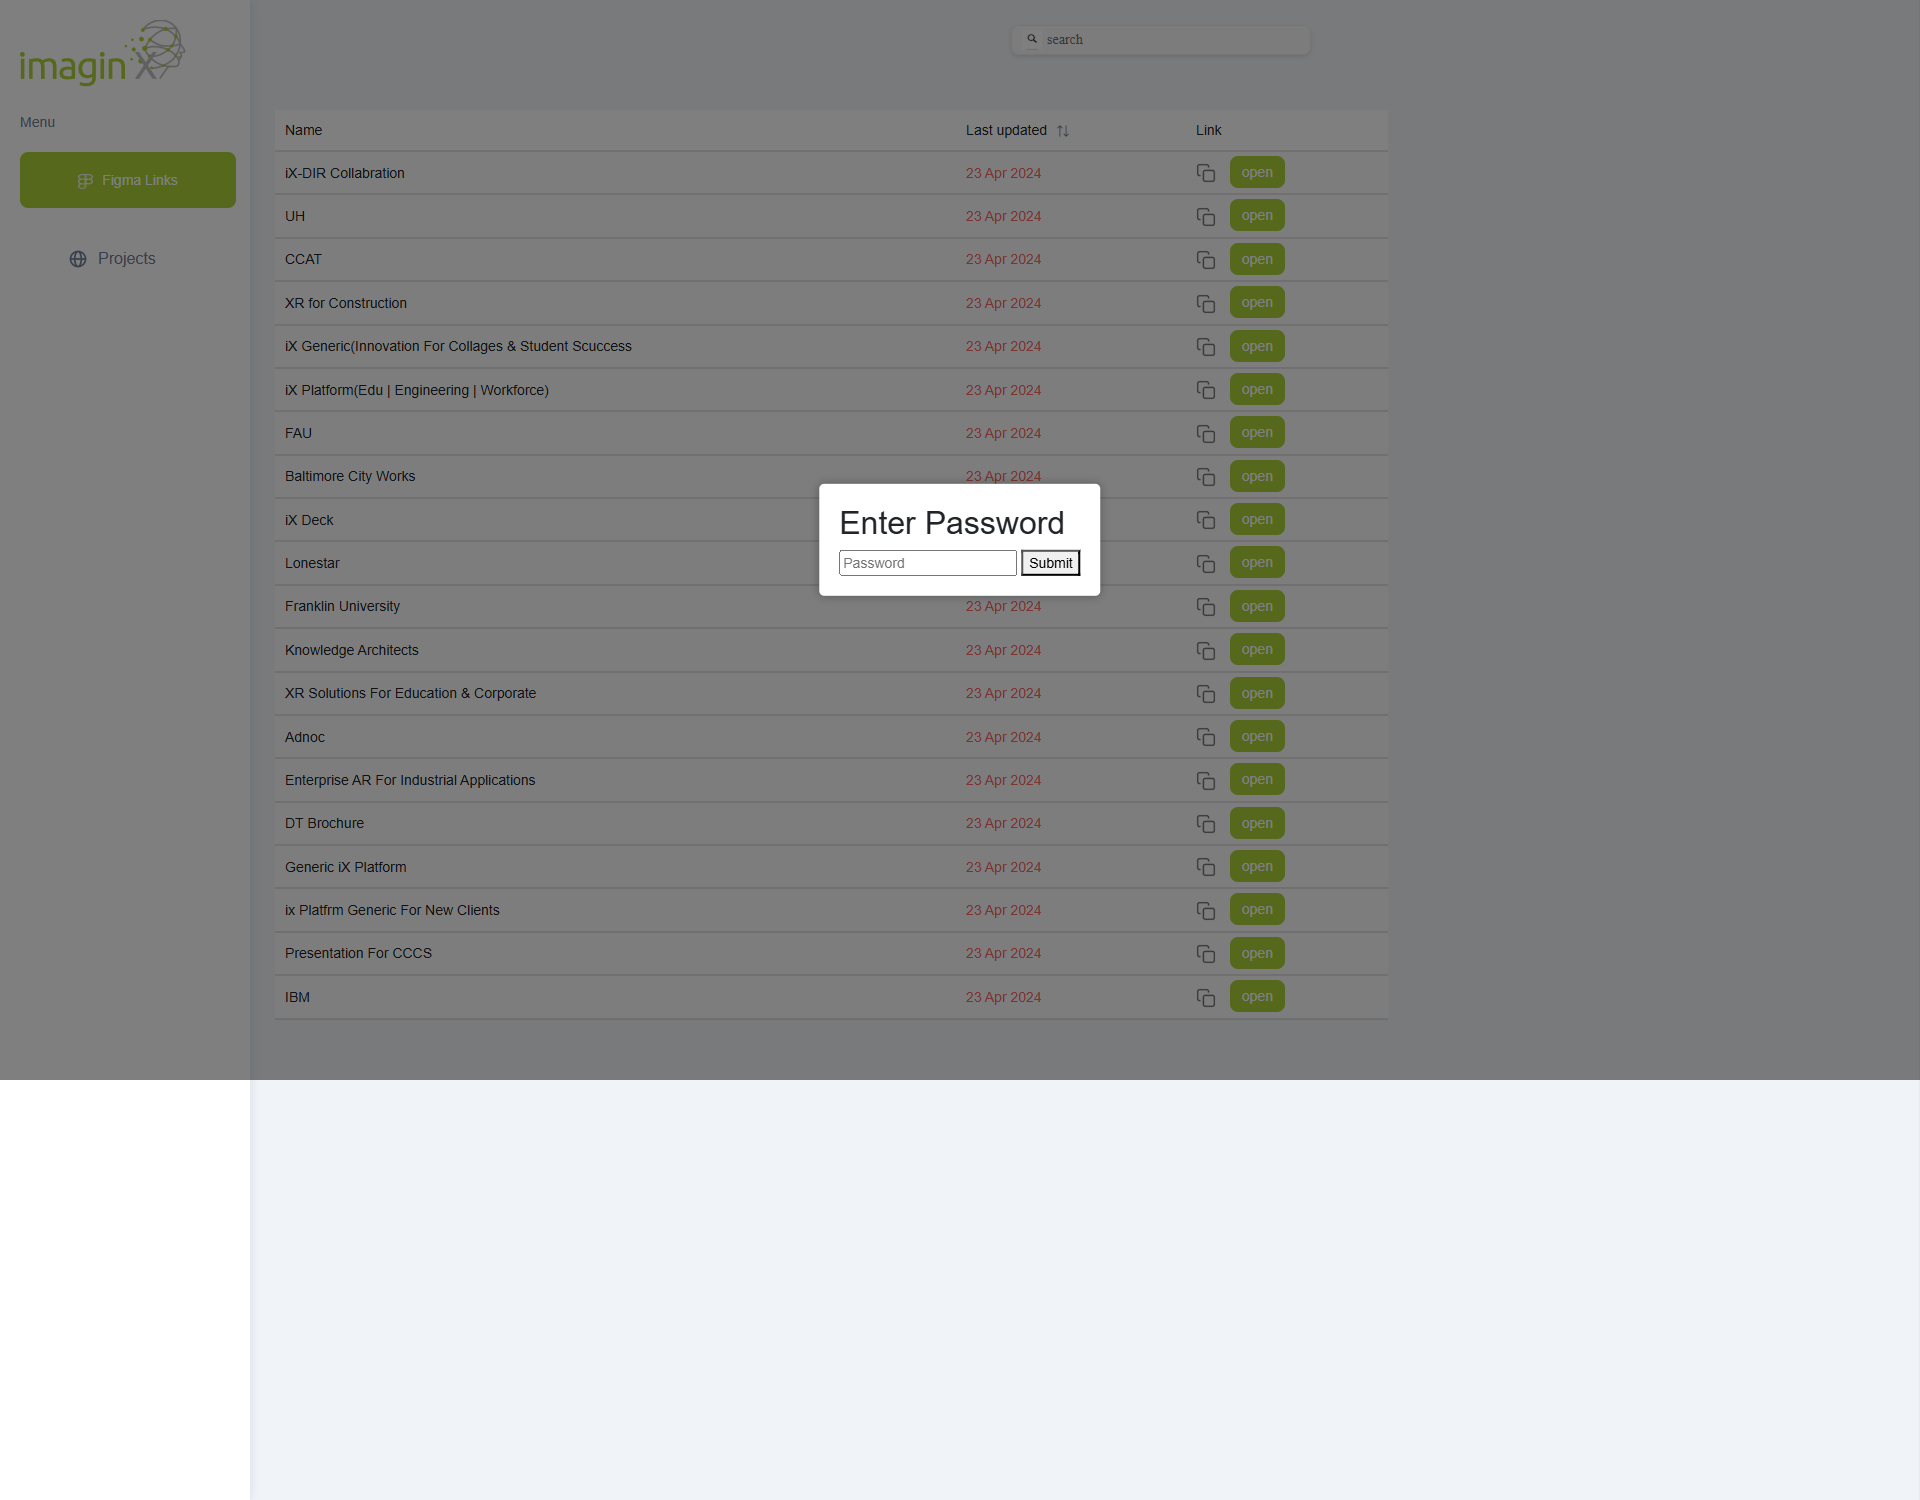 imagin X
search
Menu
Figma Links
Projects
Name Last updated Link
iX-DIR Collabration 23 Apr 2024 open
UH 23 Apr 2024 open
CCAT 23 Apr 2024 open
XR for Construction 23 Apr 2024 open
iX Generic(Innovation For Collages & Student Scuccess 23 Apr 2024 open
iX Platform(Edu | Engineering | Workforce) 23 Apr 2024 open
FAU 23 Apr 2024 open
Baltimore City Works 23 Apr 2024 open
iX Deck open
Lonestar open
Enter Password
Password Submit
Franklin University 23 Apr 2024 open
Knowledge Architects 23 Apr 2024 open
XR Solutions For Education & Corporate 23 Apr 2024 open
Adnoc 23 Apr 2024 open
Enterprise AR For Industrial Applications 23 Apr 2024 open
DT Brochure 23 Apr 2024 open
Generic iX Platform 23 Apr 2024 open
ix Platfrm Generic For New Clients 23 Apr 2024 open
Presentation For CCCS 23 Apr 2024 open
IBM 23 Apr 2024 open